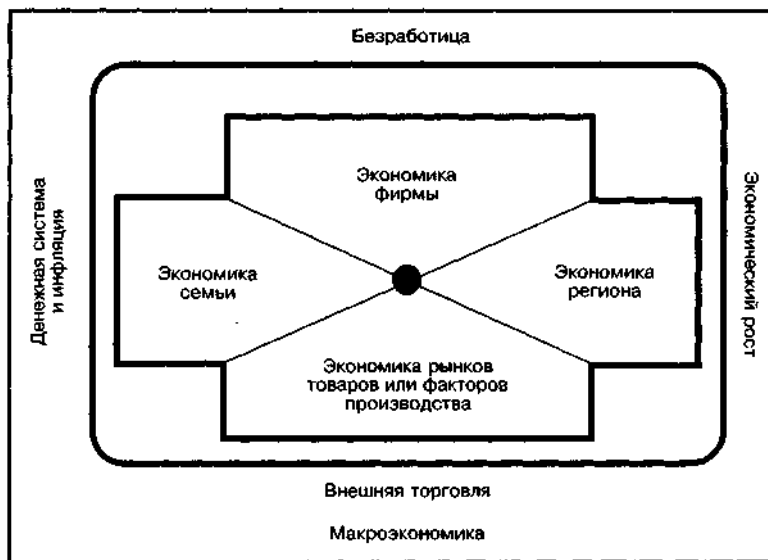 Безработица
Экономика
фирмы
Денежная система
и инфляция
Экономика
семьи
Экономика
региона
Экономический рост
Экономика рынков
товаров или факторов
производства
Внешняя торговля
Макроэкономика